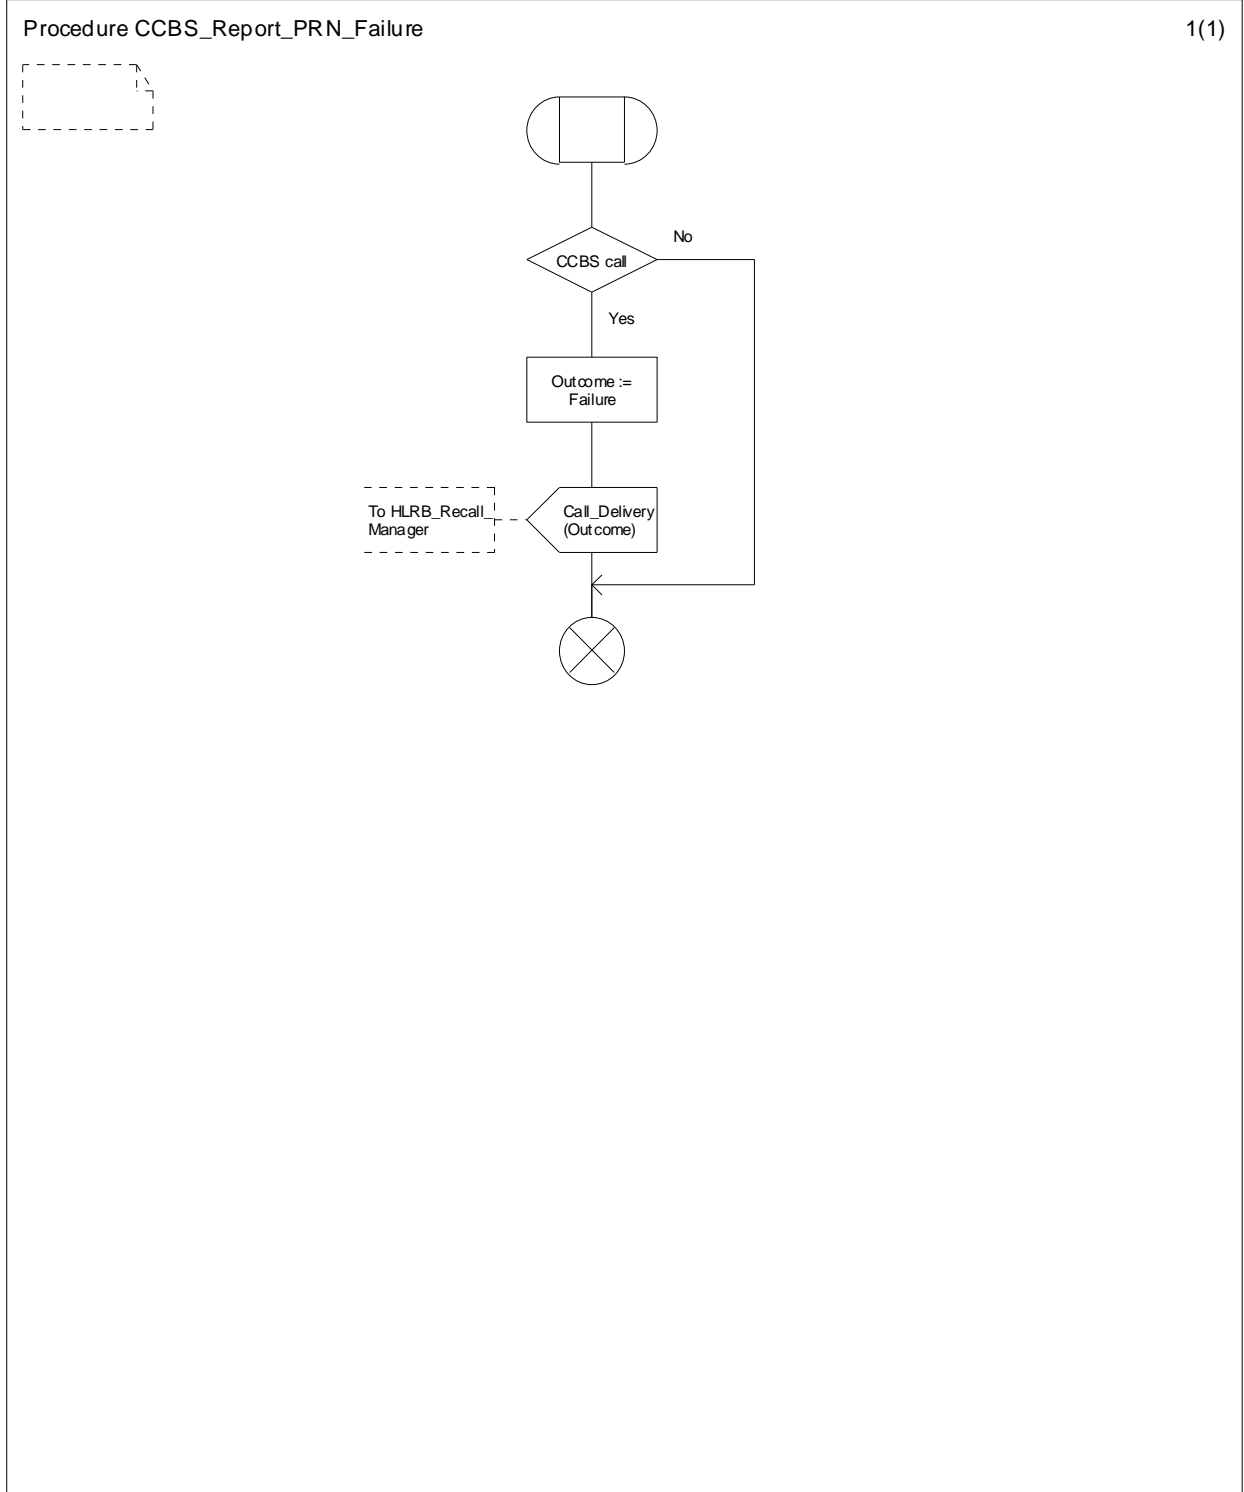 Procedure CCBS_Report_PRN_Failure
1(1)
No
CCBS call
Yes
Outcome :=
Failure
To HLRB_Recall_
Manager
Call_Delivery
(Outcome)